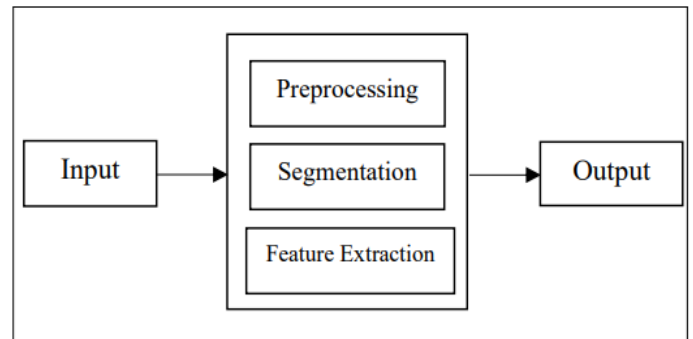 Input
Preprocessing
Segmentation
Feature Extraction
Output